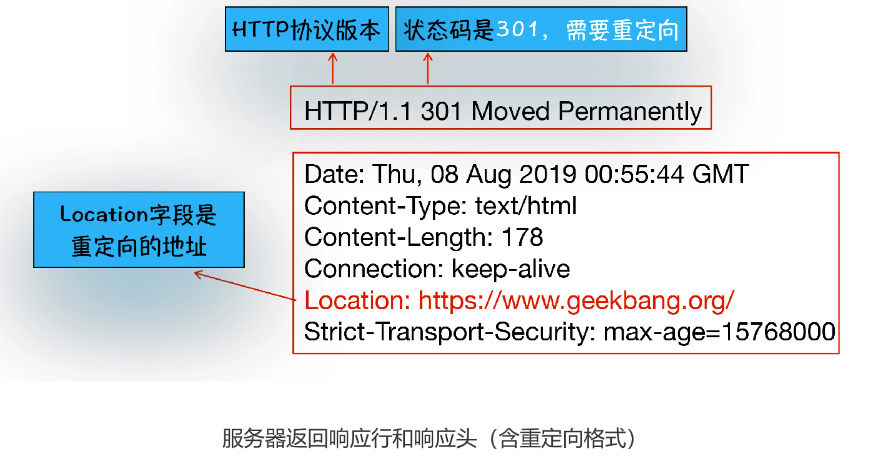 HTTP协议版本
状态码是301，需要重定向
HTTP/1.1 301 Moved Permanently
Date: Thu, 08 Aug 2019 00:55:44 GMT
Content-Type: text/html
Content-Length: 178
Connection: keep-alive
Location: https://www.geekbang.org/
Strict-Transport-Security: max-age=15768000
Location字段是
重定向的地址
服务器返回响应行和响应头（含重定向格式）